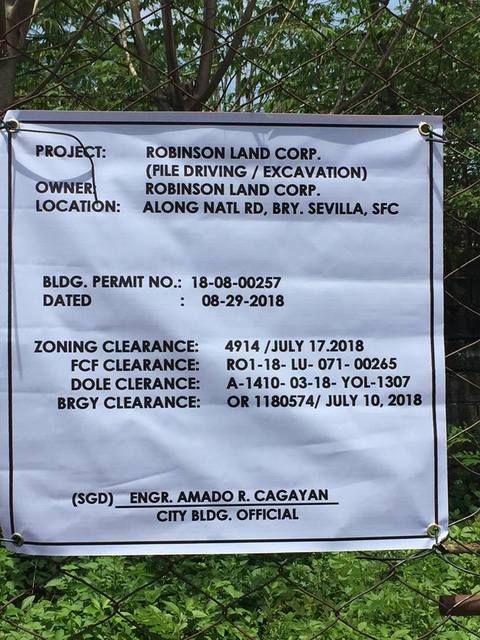 PROJECT: ROBINSON LAND CORP.
(PILE DRIVING / EXCAVATION)
OWNER: ROBINSON LAND CORP.
LOCATION: ALONG NATL RD, BRY. SEVILLA, SFC
BLDG. PERMIT NO.: 18-08-00257
DATED : 08-29-2018
ZONING CLEARANCE: 4914 /JULY 17.2018
FCF CLEARANCE: RO1-18- LU- 071- 00265
DOLE CLERANCE: A-1410- 03-18- YOL-1307
BRGY CLEARANCE: OR 1180574/ JULY 10, 2018
(SGD) ENGR. AMADO R. CAGAYAN
CITY BLDG. OFFICIAL